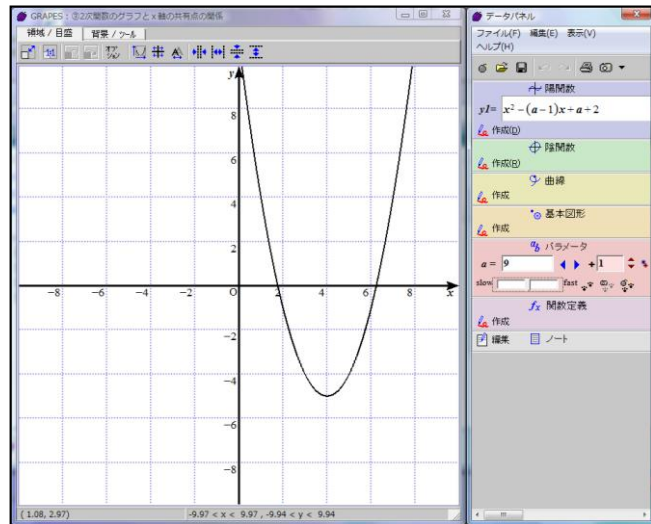 GRAPES : ③2次関数のグラフとx軸の共有点の関係
領域 / 目盛
背景 / ツール
オプション
y
8
6
4
2
-8 -6 -4 -2 O 2 4 6 8 x
-2
-4
-6
-8
( 1.08, 2.97)
-9.97 < x < 9.97 , -9.94 < y < 9.94
データパネル
ファイル(F) 編集(E) 表示(V)
ヘルプ(H)
陽関数
y1= x² −(a−1)x+a+2
作成(D)
陰関数
作成(R)
曲線
作成
基本図形
作成
パラメータ
a = 9 + 1
slow fast
関数定義
作成
編集 ノート